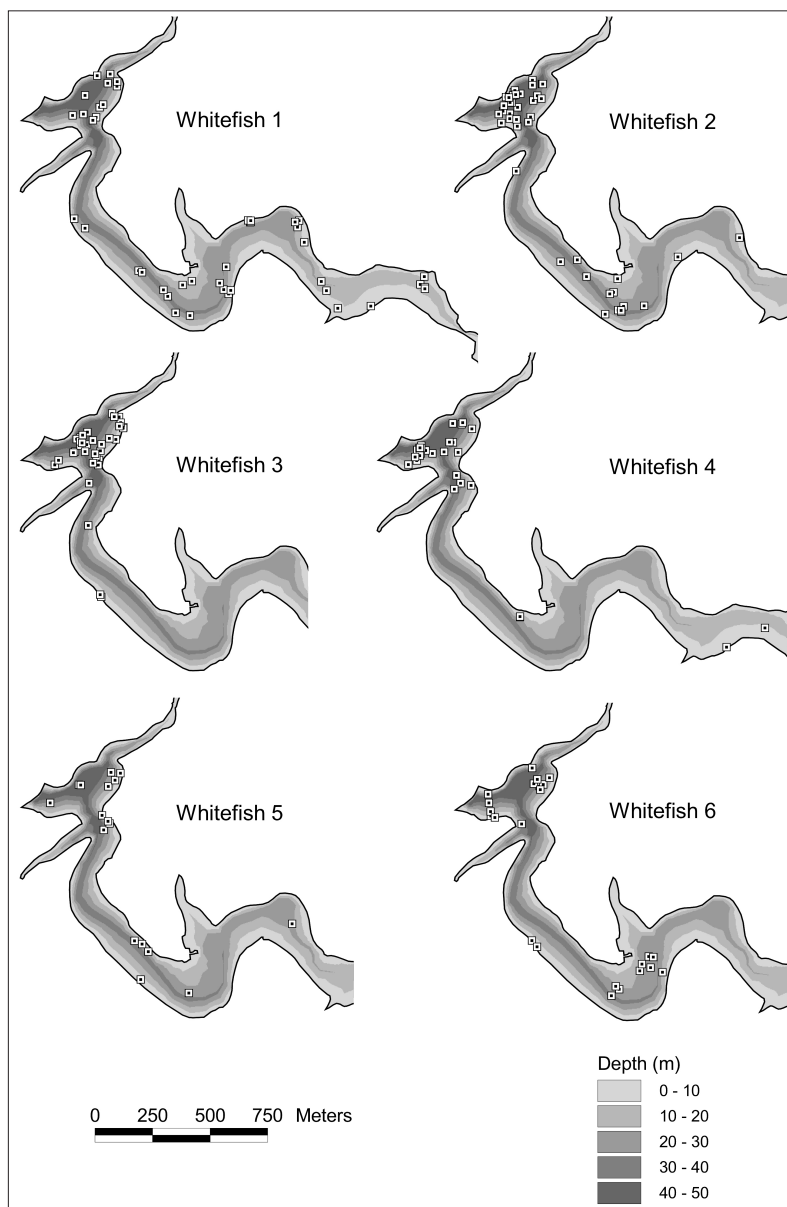 Whitefish 1
Whitefish 2
Whitefish 3
Whitefish 4
Whitefish 5
Whitefish 6
0 250 500 750 Meters
Depth (m)
0 - 10
10 - 20
20 - 30
30 - 40
40 - 50